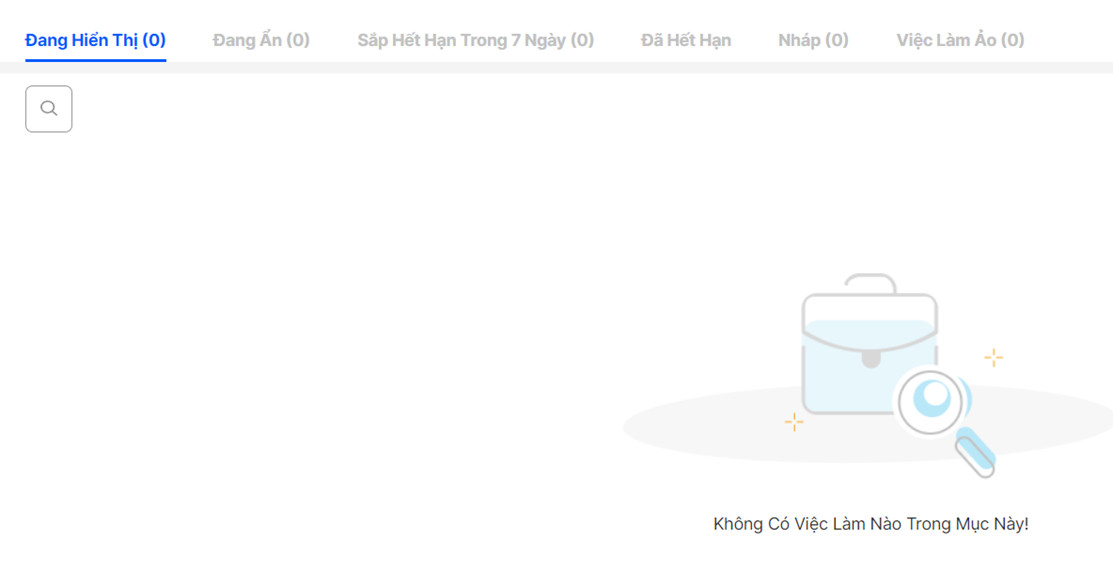 Đang Hiển Thị (0) Đang Ẩn (0) Sắp Hết Hạn Trong 7 Ngày (0) Đã Hết Hạn Nháp (0) Việc Làm Ảo (0)
Không Có Việc Làm Nào Trong Mục Này!